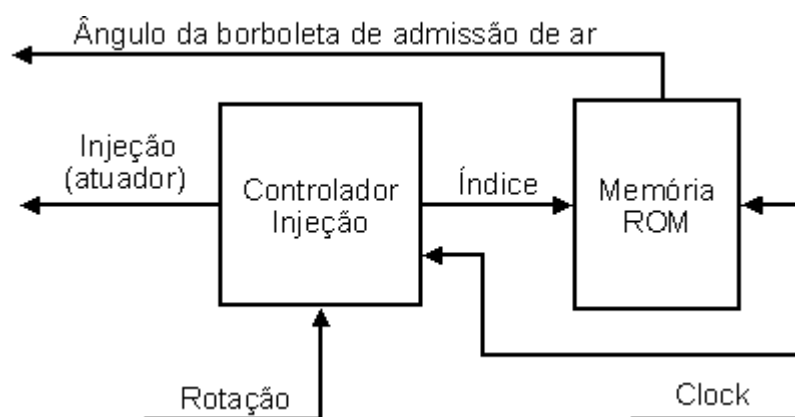 Ângulo da borboleta de admissão de ar
Injeção
(atuador)
Controlador
Injeção
Índice
Memória
ROM
Rotação
Clock